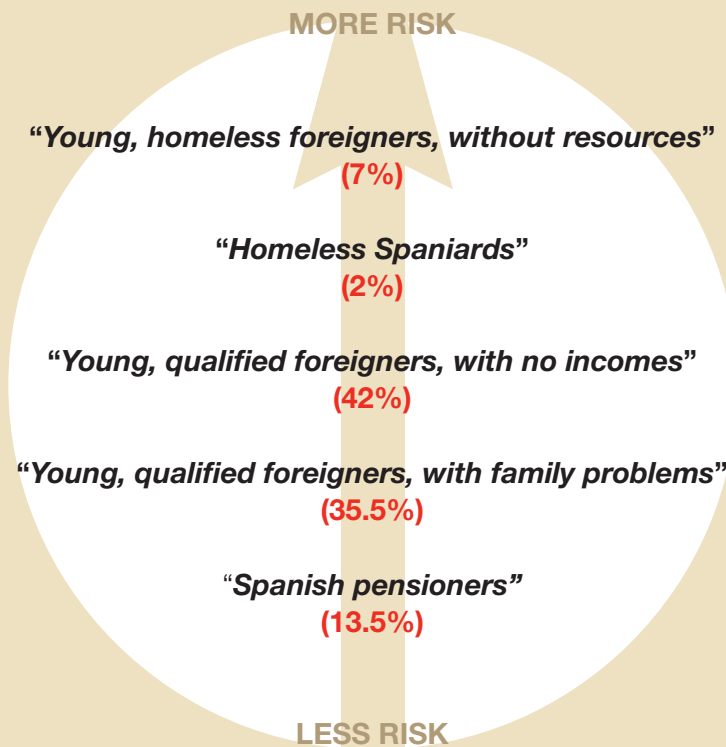 MORE RISK
“Young, homeless foreigners, without resources”
(7%)
“Homeless Spaniards”
(2%)
“Young, qualified foreigners, with no incomes”
(42%)
“Young, qualified foreigners, with family problems”
(35.5%)
“Spanish pensioners”
(13.5%)
LESS RISK